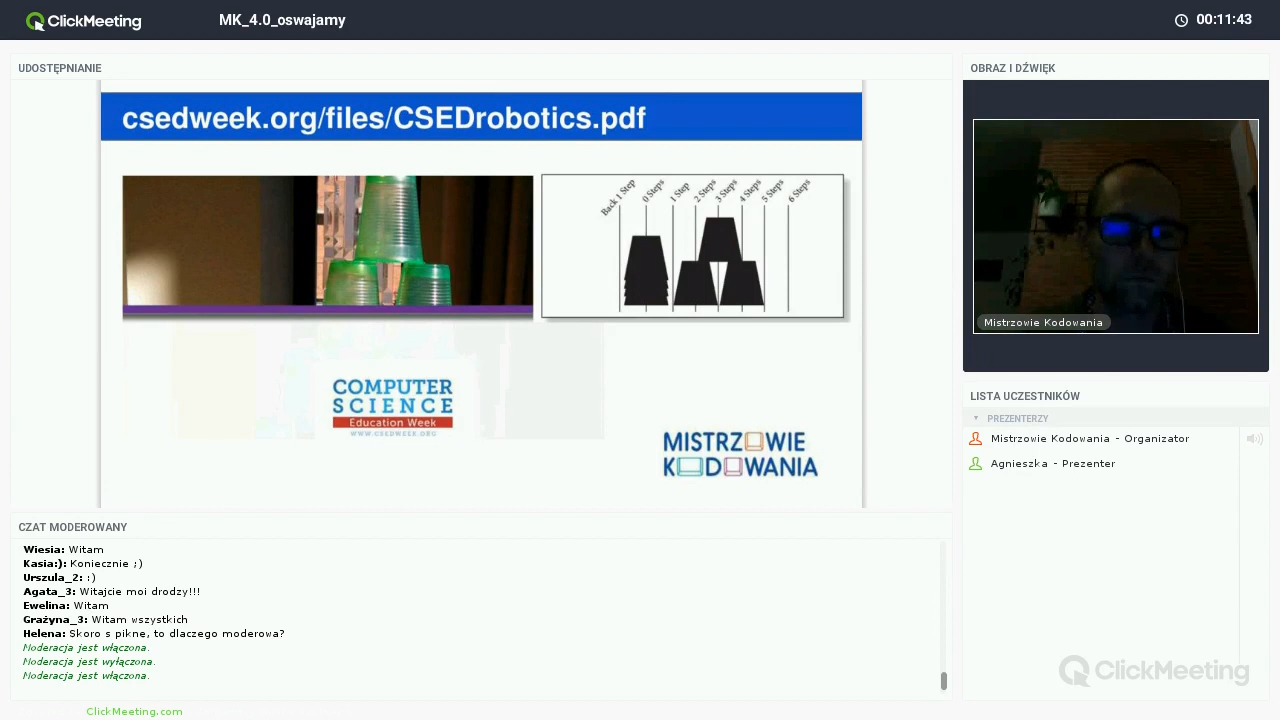 ClickMeeting
MK_4.0_oswajamy
00:11:43
UDOSTĘPNIANIE
csedweek.org/files/CSEDrobotics.pdf
Back 1 Step
0 Steps
1 Step
2 Steps
3 Steps
4 Steps
5 Steps
6 Steps
COMPUTER
SCIENCE
Education Week
WWW.CSEDWEEK.ORG
MISTRZOWIE
KODOWANIA
OBRAZ I DŹWIĘK
Mistrzowie Kodowania
LISTA UCZESTNIKÓW
PREZENTERZY
Mistrzowie Kodowania - Organizator
Agnieszka - Prezenter
CZAT MODEROWANY
Wiesia: Witam
Kasia:): Koniecznie ;)
Urszula_2: :)
Agata_3: Witajcie moi drodzy!!!
Ewelina: Witam
Grażyna_3: Witam wszystkich
Helena: Skoro s pikne, to dlaczego moderowa?
Moderacja jest włączona.
Moderacja jest wyłączona.
Moderacja jest włączona.
ClickMeeting
ClickMeeting.com